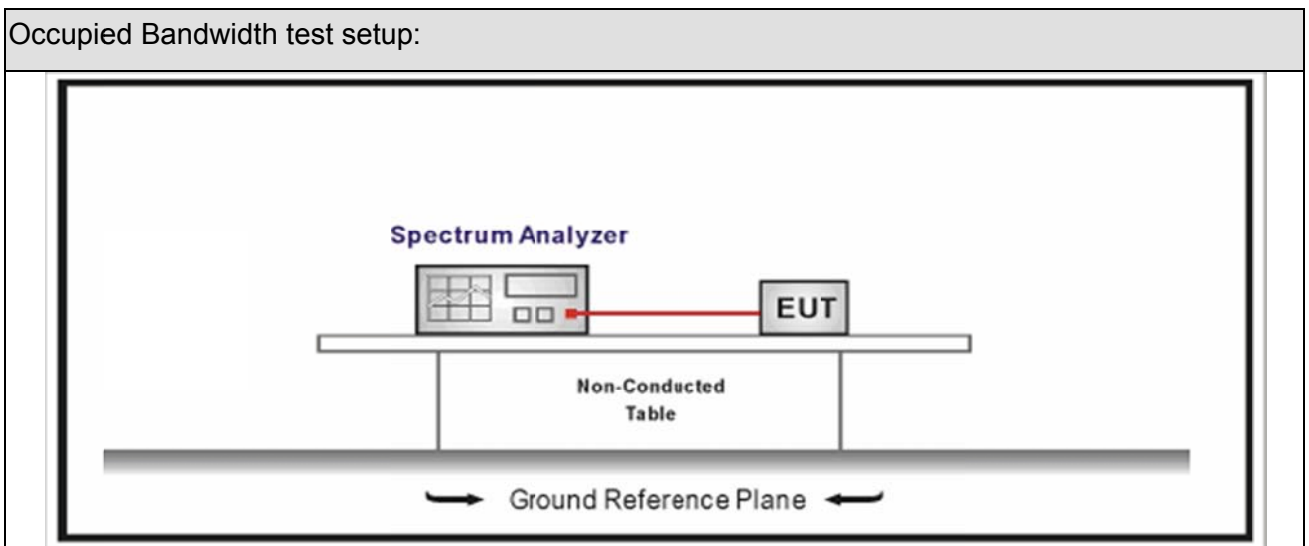 Occupied Bandwidth test setup:
Spectrum Analyzer
EUT
Non-Conducted
Table
Ground Reference Plane